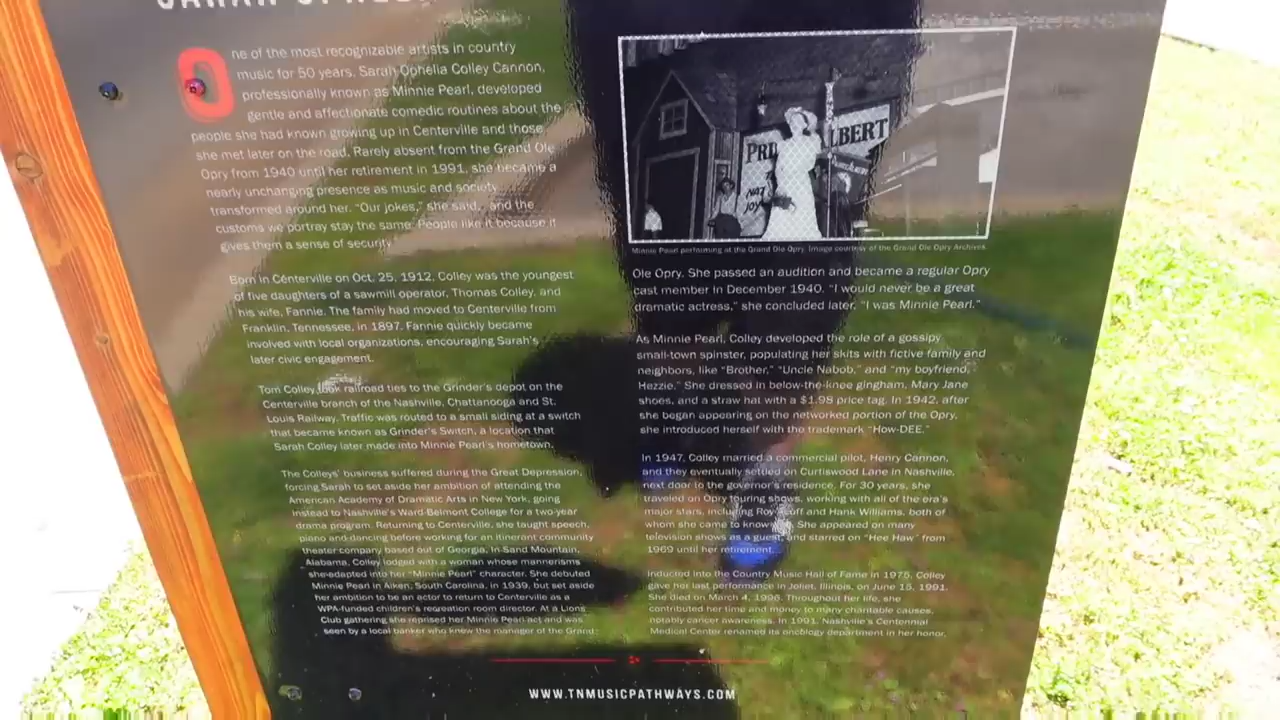 O
ne of the most recognizable artists in country
music for 50 years, Sarah Ophelia Colley Cannon,
professionally known as Minnie Pearl, developed
gentle and affectionate comedic routines about the
people she had known growing up in Centerville and those
she met later on the road. Rarely absent from the Grand Ole
Opry from 1940 until her retirement in 1991, she became a
nearly unchanging presence as music and society
transformed around her. "Our jokes," she said, "and the
customs we portray stay the same. People like it because it
gives them a sense of security.
Born in Centerville on Oct. 25, 1912, Colley was the youngest
of five daughters of a sawmill operator, Thomas Colley, and
his wife, Fannie. The family had moved to Centerville from
Franklin, Tennessee, in 1897. Fannie quickly became
involved with local organizations, encouraging Sarah's
later civic engagement.
Tom Colley took railroad ties to the Grinder's depot on the
Centerville branch of the Nashville, Chattanooga and St.
Louis Railway. Traffic was routed to a small siding at a switch
that became known as Grinder's Switch, a location that
Sarah Colley later made into Minnie Pearl's hometown.
The Colleys' business suffered during the Great Depression,
forcing Sarah to set aside her ambition of attending the
American Academy of Dramatic Arts in New York, going
instead to Nashville's Ward-Belmont College for a two-year
drama program. Returning to Centerville, she taught speech,
piano and dancing before working for an itinerant community
theater company based out of Georgia. In Sand Mountain,
Alabama, Colley lodged with a woman whose mannerisms
she adapted into her "Minnie Pearl" character. She debuted
Minnie Pearl in Aiken, South Carolina, in 1939, but set aside
her ambition to be an actor to return to Centerville as a
WPA-funded children's recreation room director. At a Lions
Club gathering she reprised her Minnie Pearl act and was
seen by a local banker who knew the manager of the Grand
PRI LBERT
NAT
JOY
Minnie Pearl performing at the Grand Ole Opry. Image courtesy of the Grand Ole Opry Archives.
Ole Opry. She passed an audition and became a regular Opry
cast member in December 1940. "I would never be a great
dramatic actress," she concluded later. "I was Minnie Pearl."
As Minnie Pearl, Colley developed the role of a gossipy
small-town spinster, populating her skits with fictive family and
neighbors, like "Brother," "Uncle Nabob," and "my boyfriend,
Hezzie." She dressed in below-the-knee gingham, Mary Jane
shoes, and a straw hat with a $1.98 price tag. In 1942, after
she began appearing on the networked portion of the Opry,
she introduced herself with the trademark "How-DEE."
In 1947, Colley married a commercial pilot, Henry Cannon,
and they eventually settled on Curtiswood Lane in Nashville,
next door to the governor's residence. For 30 years, she
traveled on Opry touring shows, working with all of the era's
major stars, including Roy Acuff and Hank Williams, both of
whom she came to know well. She appeared on many
television shows as a guest, and starred on "Hee Haw" from
1969 until her retirement.
Inducted into the Country Music Hall of Fame in 1975, Colley
gave her last performance in Joliet, Illinois, on June 15, 1991.
She died on March 4, 1996. Throughout her life, she
contributed her time and money to many charitable causes,
notably cancer awareness. In 1991, Nashville's Centennial
Medical Center renamed its oncology department in her honor.
WWW.TNMUSICPATHWAYS.COM